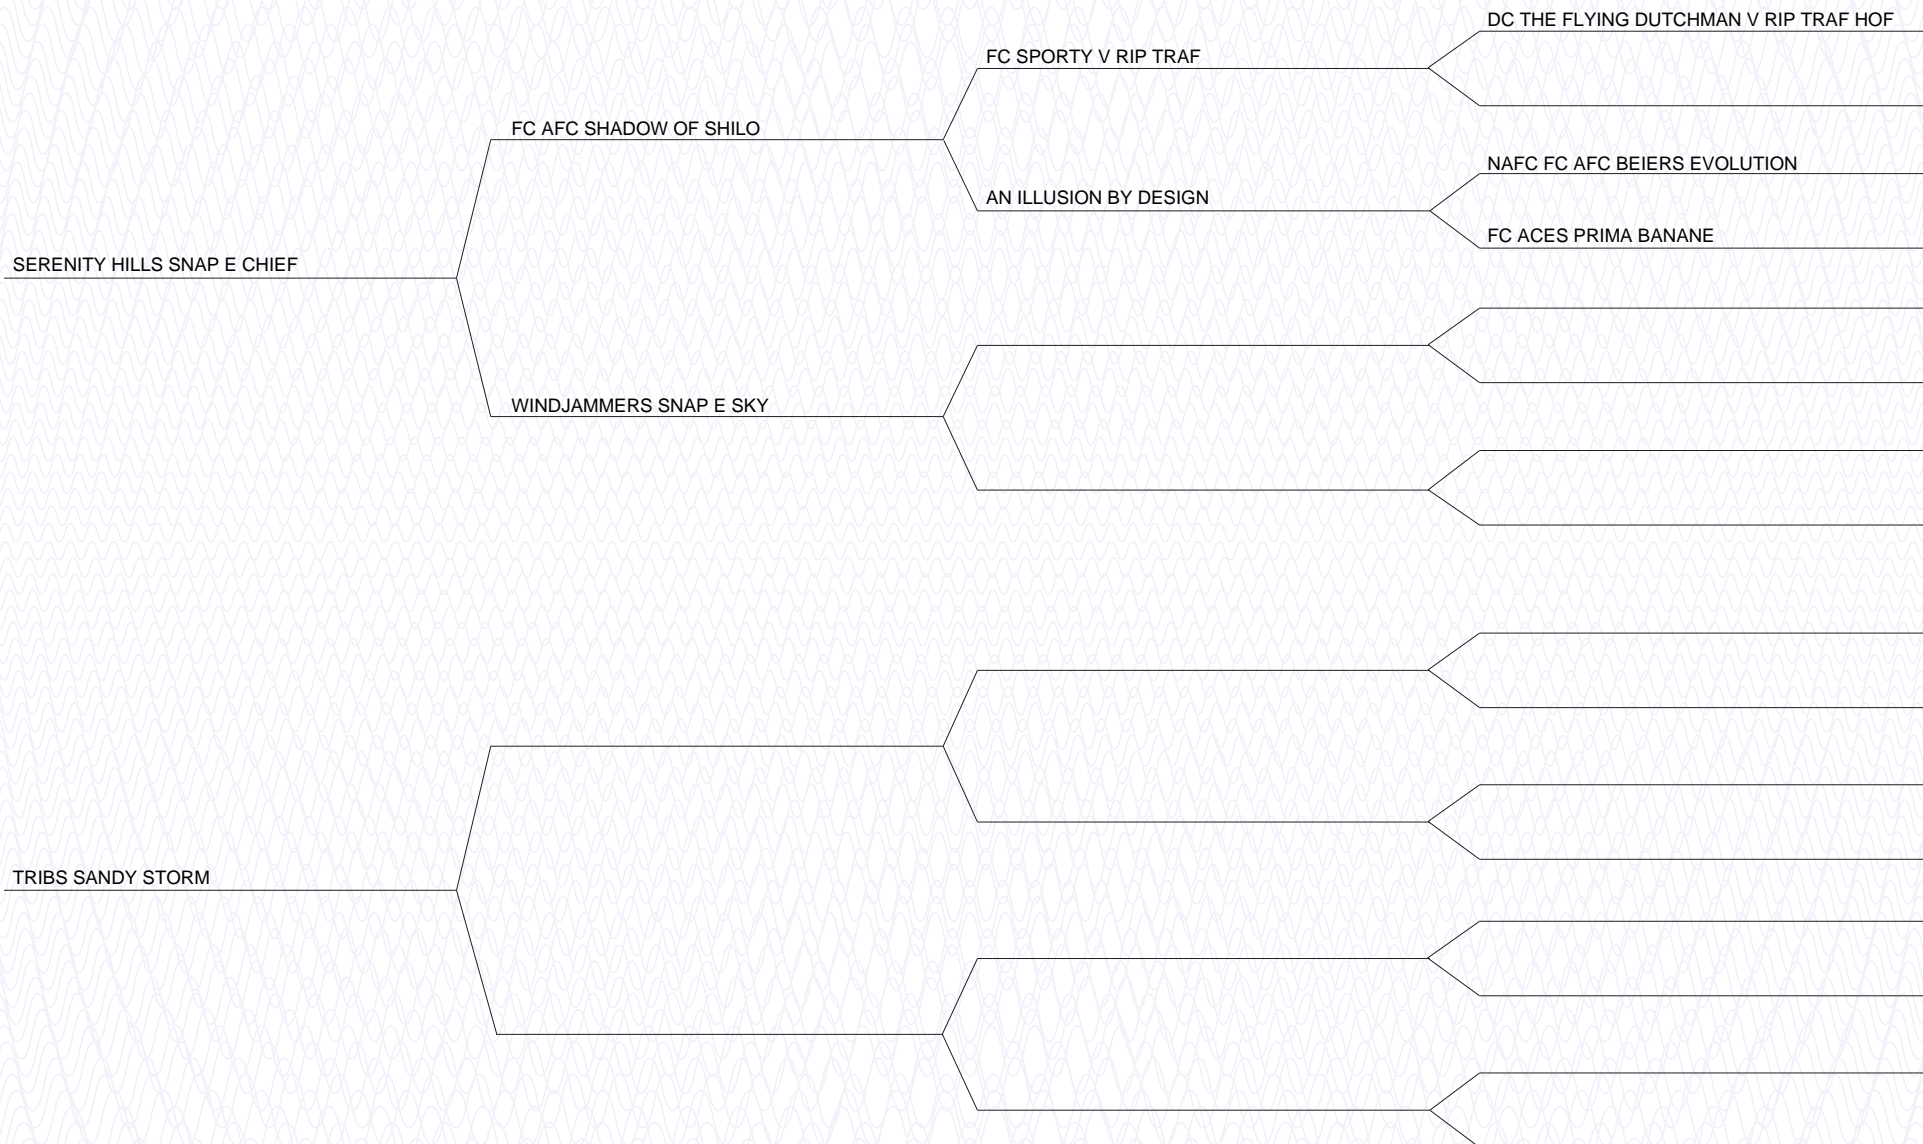 DC THE FLYING DUTCHMAN V RIP TRAF HOF
FC SPORTY V RIP TRAF
FC AFC SHADOW OF SHILO
NAFC FC AFC BEIERS EVOLUTION
AN ILLUSION BY DESIGN
FC ACES PRIMA BANANE
SERENITY HILLS SNAP E CHIEF
WINDJAMMERS SNAP E SKY
TRIBS SANDY STORM